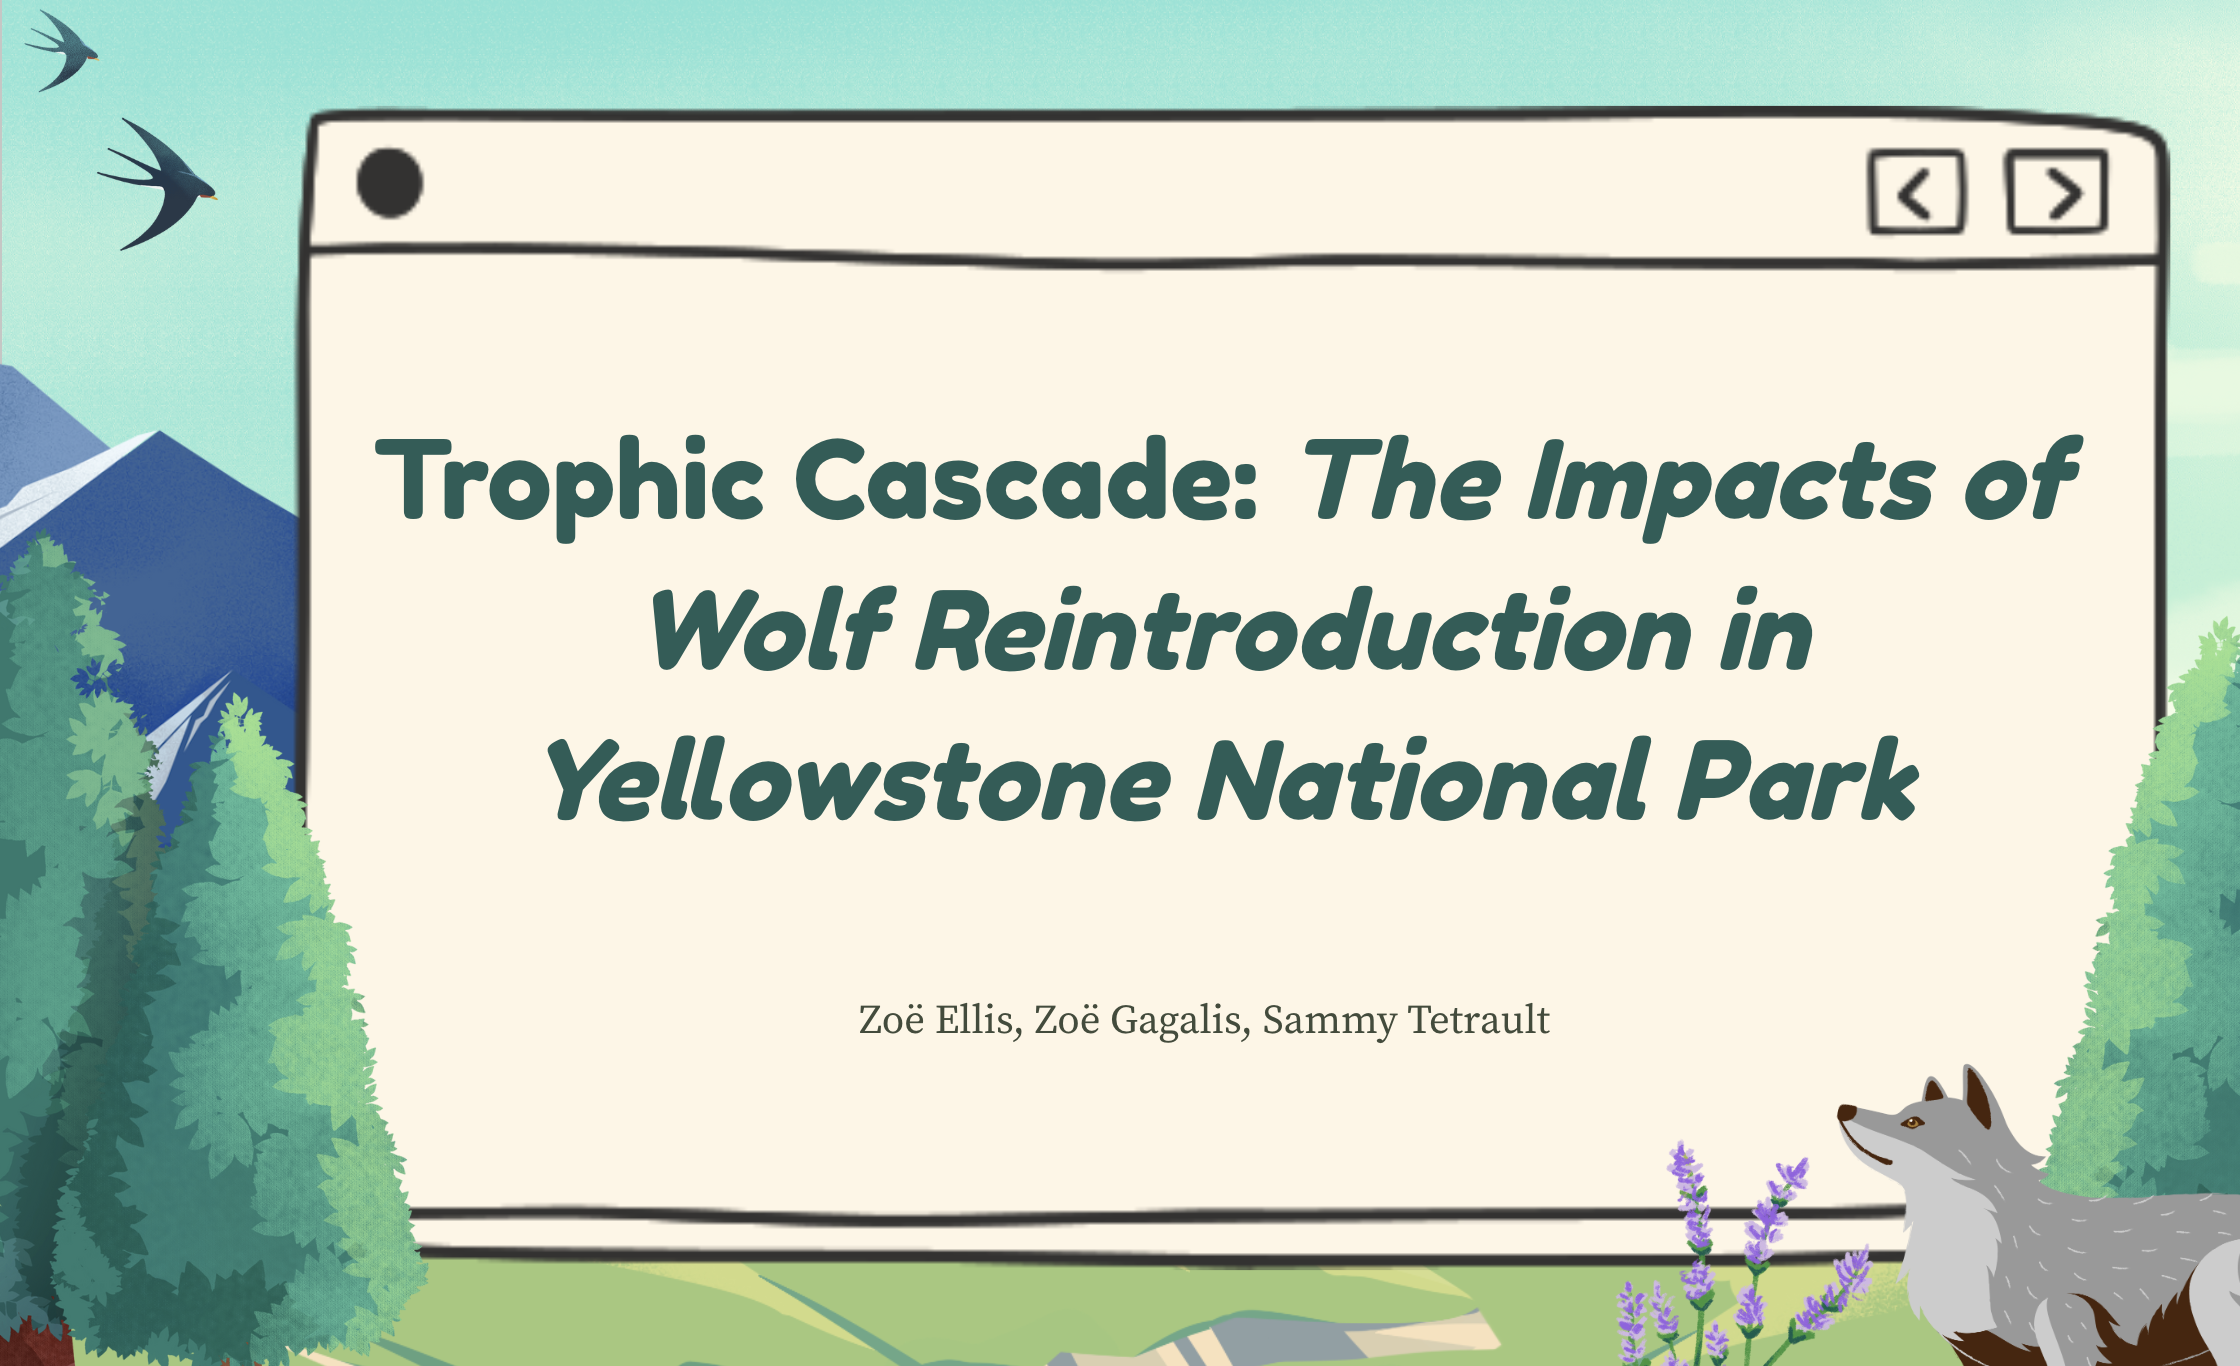 Trophic Cascade: The Impacts of
Wolf Reintroduction in
Yellowstone National Park
Zoë Ellis, Zoë Gagalis, Sammy Tetrault